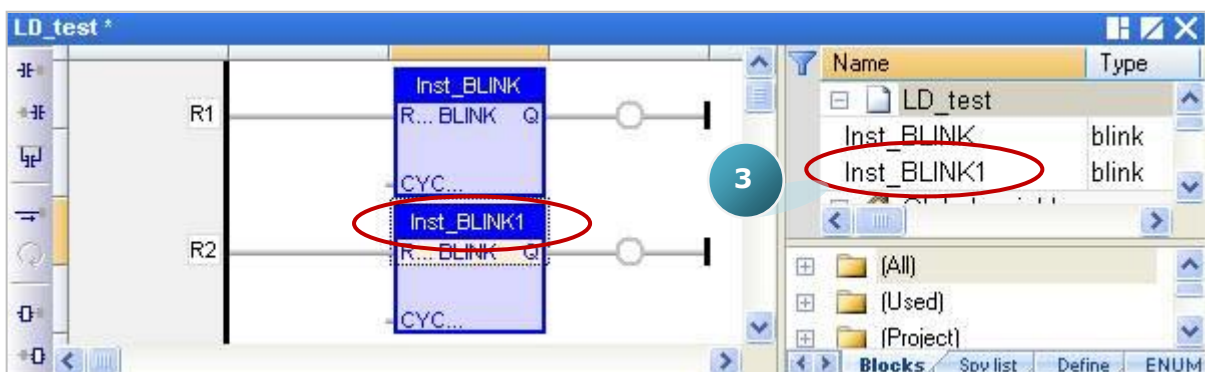 LD_test *
Inst_BLINK
R1
R... BLINK Q
CYC...
Inst_BLINK1
R2
R... BLINK Q
CYC...
3
Name Type
LD_test
Inst_BLINK blink
Inst_BLINK1 blink
(All)
(Used)
(Project)
Blocks Spy list Define ENUM